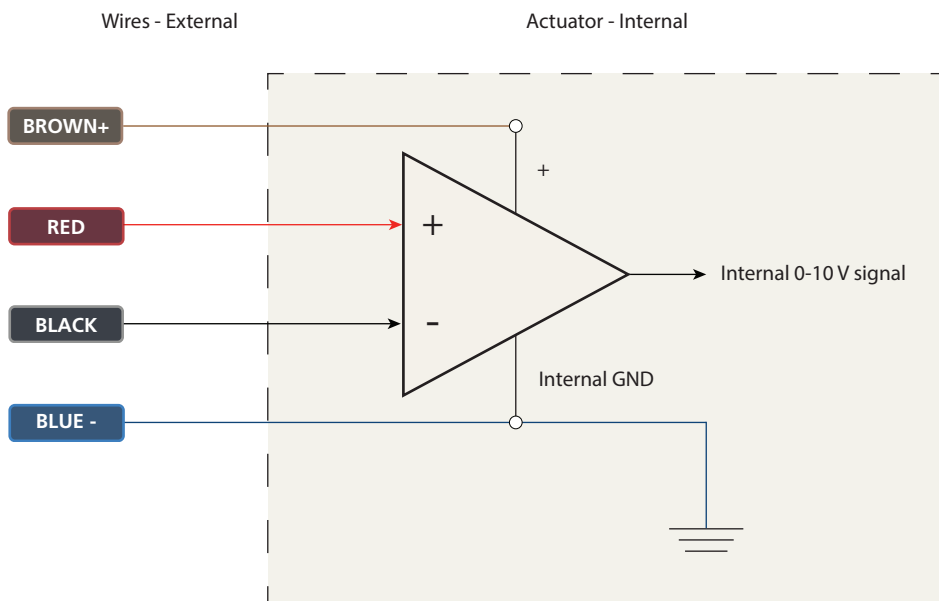 Wires - External
Actuator - Internal
BROWN+
+
RED
+
Internal 0-10 V signal
BLACK
-
Internal GND
BLUE -